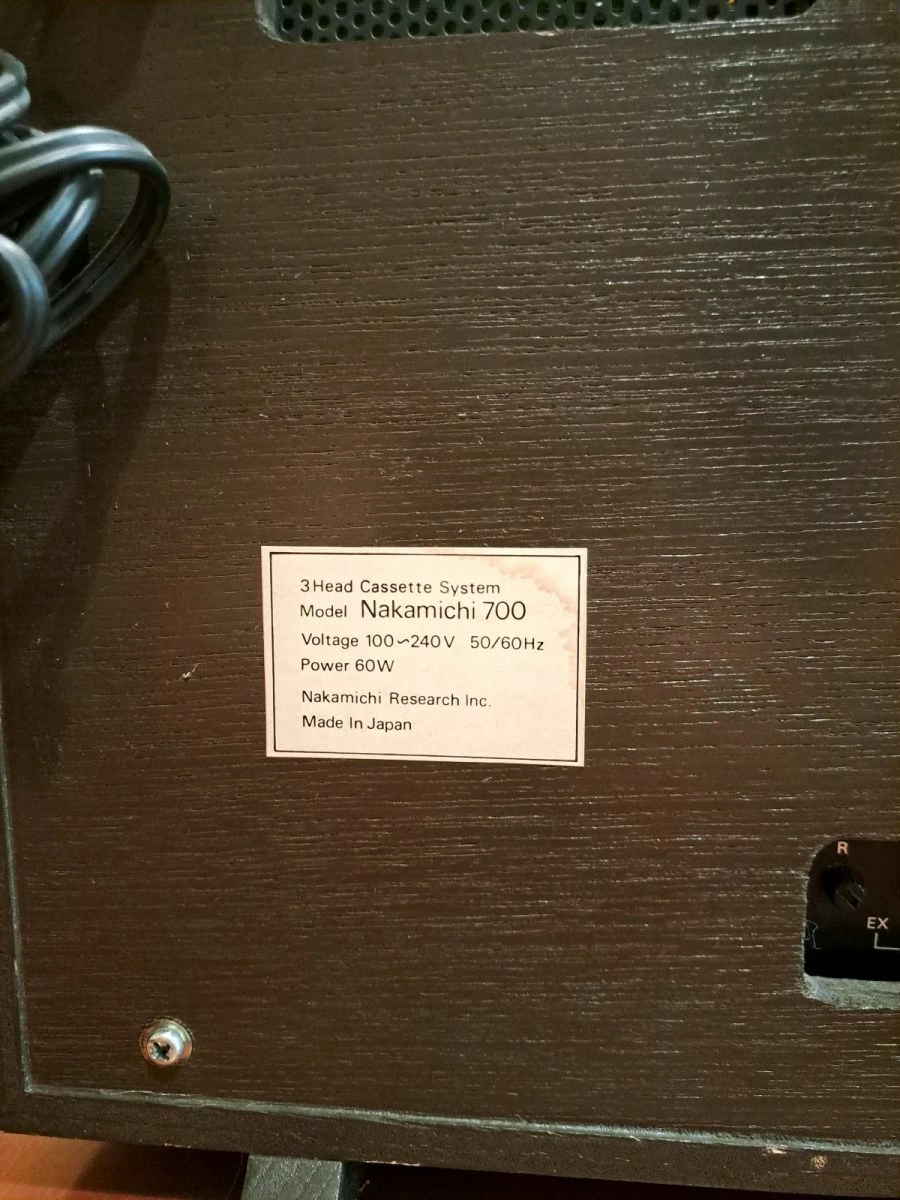 3 Head Cassette System
Model Nakamichi 700
Voltage 100∽240V 50/60Hz
Power 60W
Nakamichi Research Inc.
Made In Japan
R
EX